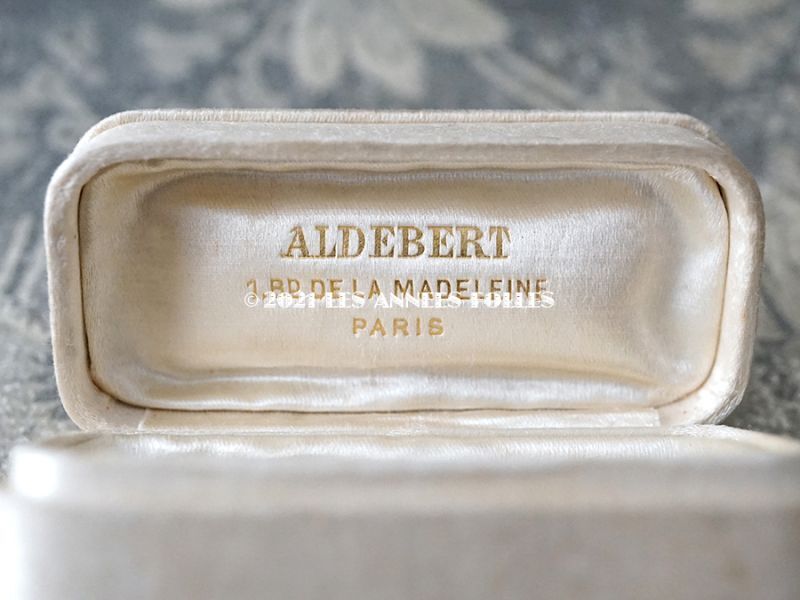 ALDEBERT
1 BD DE LA MADELEINE
© 2021 LES ANNEES FOLLES
PARIS